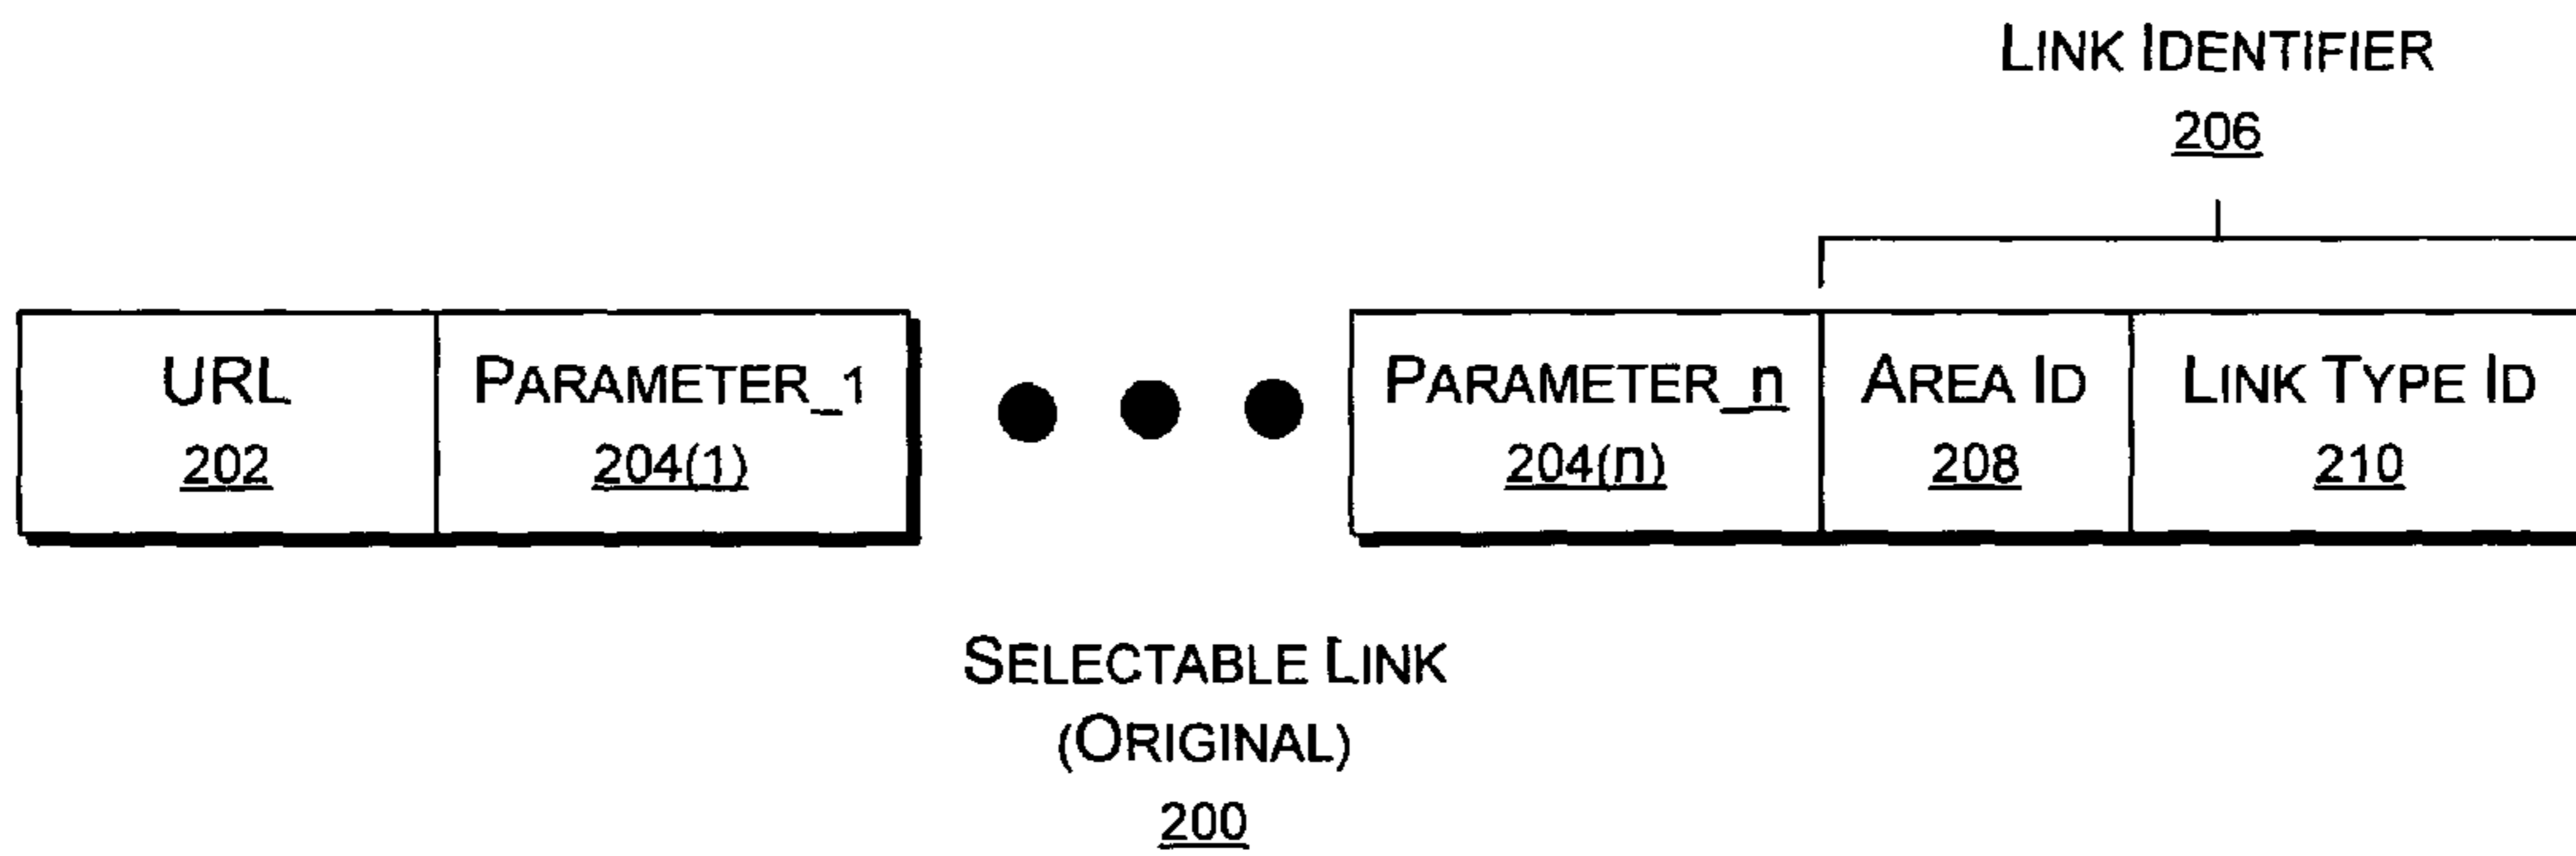 LINK IDENTIFIER
206
URL PARAMETER_1 PARAMETER_n AREA ID LINK TYPE ID
202 204(1) 204(n) 208 210
SELECTABLE LINK
(ORIGINAL)
200